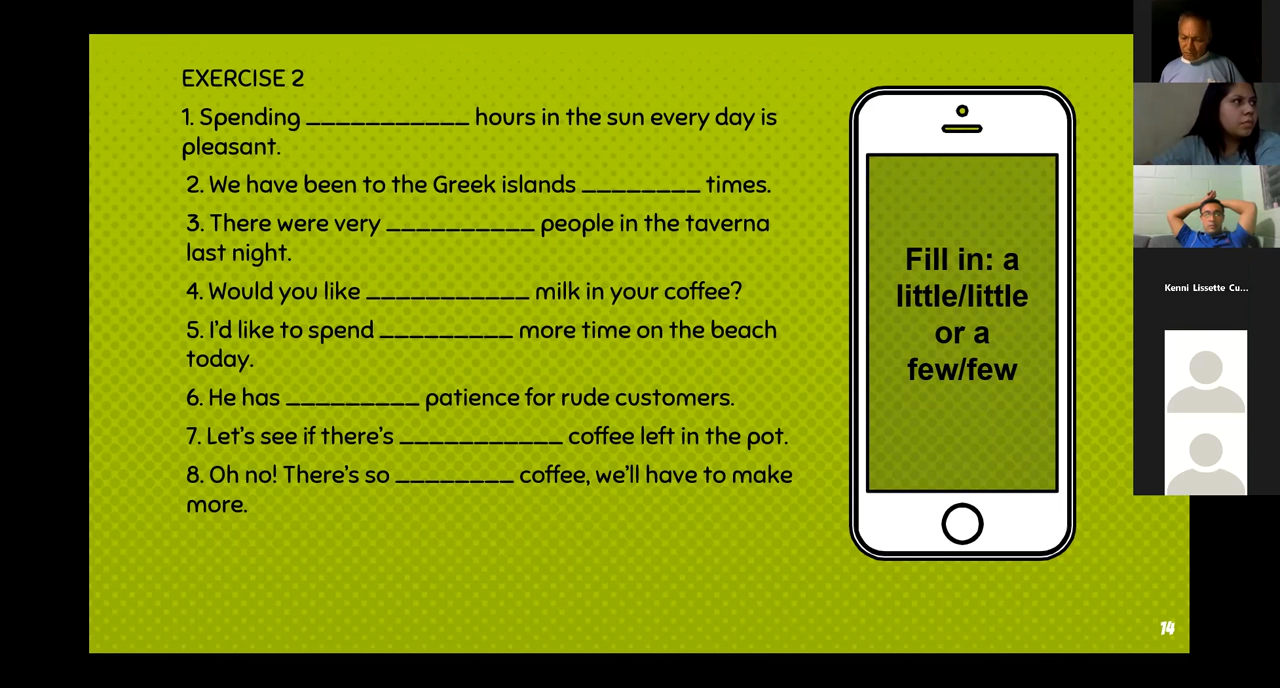 EXERCISE 2
1. Spending ___________ hours in the sun every day is
pleasant.
2. We have been to the Greek islands ________ times.
3. There were very __________ people in the taverna
last night.
4. Would you like ___________ milk in your coffee?
5. I'd like to spend _________ more time on the beach
today.
6. He has _________ patience for rude customers.
7. Let's see if there's ___________ coffee left in the pot.
8. Oh no! There's so ________ coffee, we'll have to make
more.
Fill in: a
little/little
or a
few/few
Kenni Lissette Cu...
14